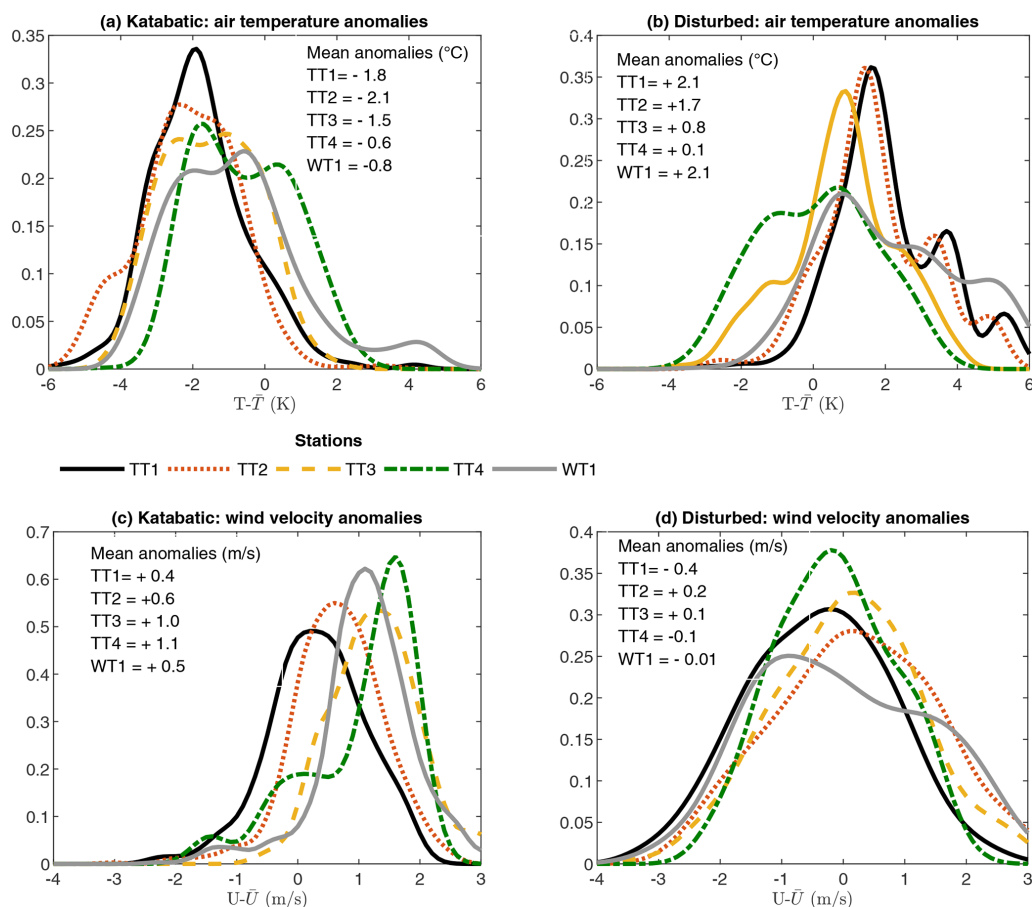 (a) Katabatic: air temperature anomalies
0.35
0.3
0.25
0.2
0.15
0.1
0.05
0
Mean anomalies (°C)
TT1= - 1.8
TT2 = - 2.1
TT3 = - 1.5
TT4 = - 0.6
WT1 = -0.8
-6 -4 -2 0 2 4 6
T-T̄ (K)
(b) Disturbed: air temperature anomalies
0.4
0.35
0.3
0.25
0.2
0.15
0.1
0.05
0
Mean anomalies (°C)
TT1= + 2.1
TT2 = +1.7
TT3 = + 0.8
TT4 = + 0.1
WT1 = + 2.1
-6 -4 -2 0 2 4 6
T-T̄ (K)
Stations
TT1 TT2 TT3 TT4 WT1
(c) Katabatic: wind velocity anomalies
0.7
0.6
0.5
0.4
0.3
0.2
0.1
0
Mean anomalies (m/s)
TT1= + 0.4
TT2 = +0.6
TT3 = + 1.0
TT4 = + 1.1
WT1 = + 0.5
-4 -3 -2 -1 0 1 2 3
U-Ū (m/s)
(d) Disturbed: wind velocity anomalies
0.4
0.35
0.3
0.25
0.2
0.15
0.1
0.05
0
Mean anomalies (m/s)
TT1= - 0.4
TT2 = + 0.2
TT3 = + 0.1
TT4 = -0.1
WT1 = - 0.01
-4 -3 -2 -1 0 1 2 3
U-Ū (m/s)